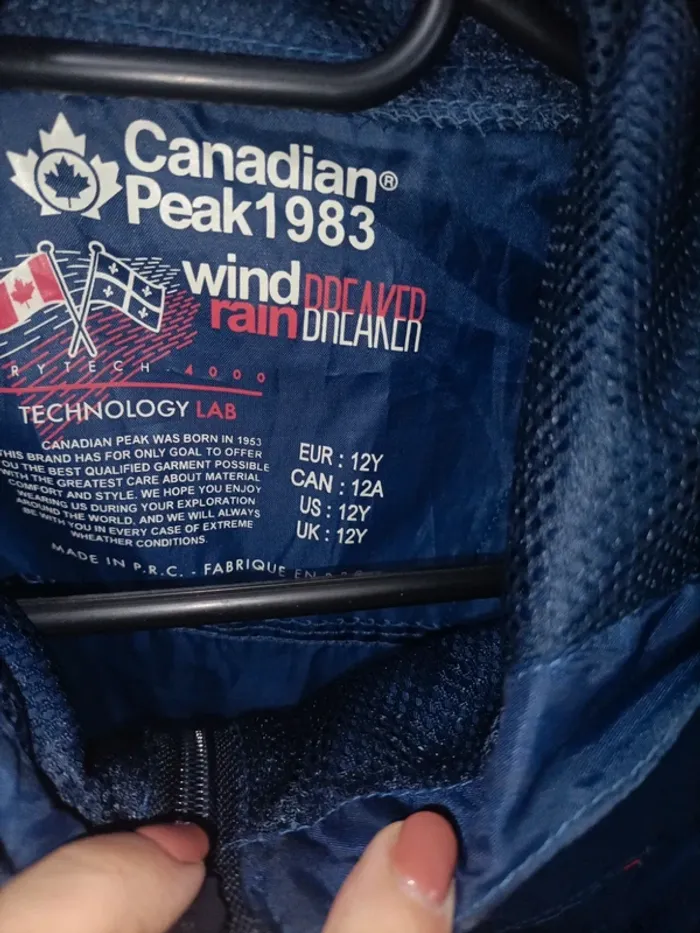 Canadian®
Peak1983
wind BREAKER
rain BREAKER
RYTECH 4000
TECHNOLOGY LAB
CANADIAN PEAK WAS BORN IN 1953
THIS BRAND HAS FOR ONLY GOAL TO OFFER
YOU THE BEST QUALIFIED GARMENT POSSIBLE
WITH THE GREATEST CARE ABOUT MATERIAL
COMFORT AND STYLE. WE HOPE YOU ENJOY
WEARING US DURING YOUR EXPLORATION
AROUND THE WORLD, AND WE WILL ALWAYS
BE WITH YOU IN EVERY CASE OF EXTREME
WHEATHER CONDITIONS.
EUR : 12Y
CAN : 12A
US : 12Y
UK : 12Y
MADE IN P.R.C. - FABRIQUE EN